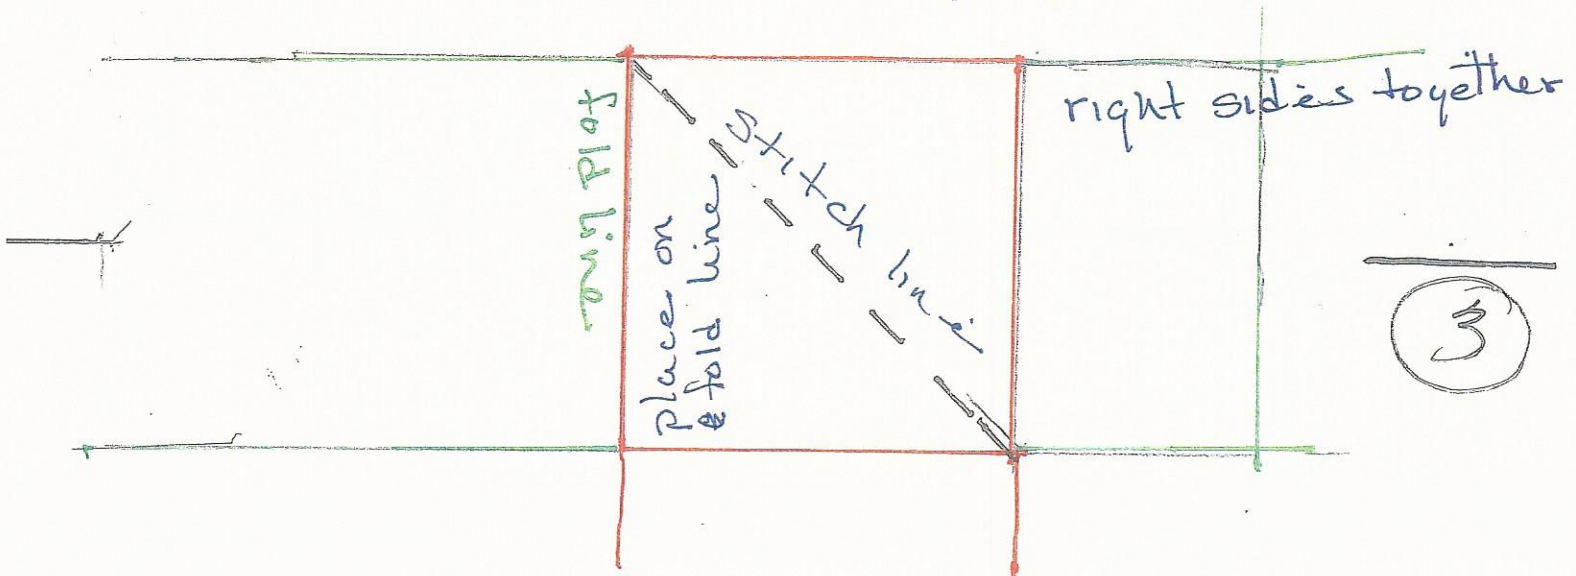 right sides together
fold line
place on
fold line
Stitch line
3